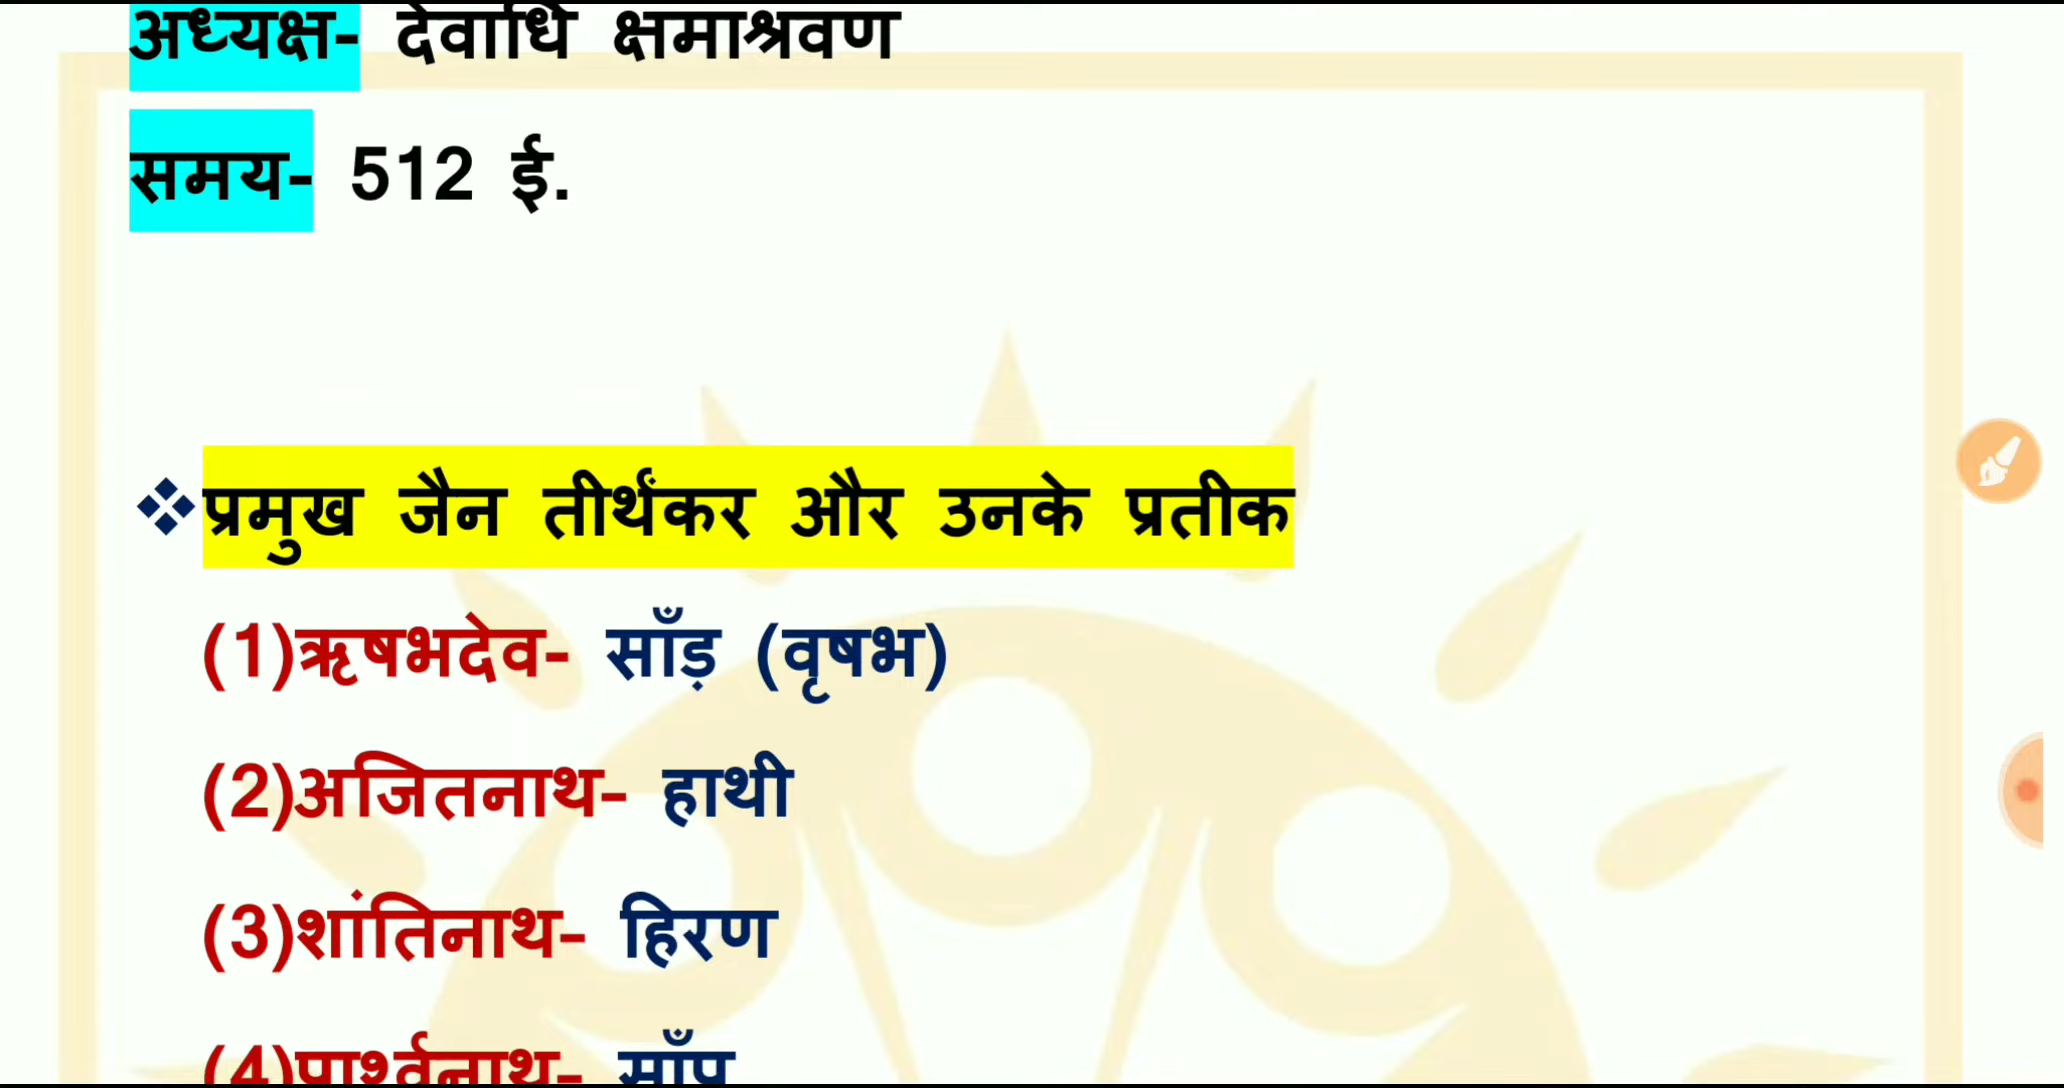 अध्यक्ष- देवाधि क्षमाश्रवण
समय- 512 ई.
❖प्रमुख जैन तीर्थंकर और उनके प्रतीक
(1)ऋषभदेव- साँड़ (वृषभ)
(2)अजितनाथ- हाथी
(3)शांतिनाथ- हिरण
(4)पार्श्वनाथ- साँप